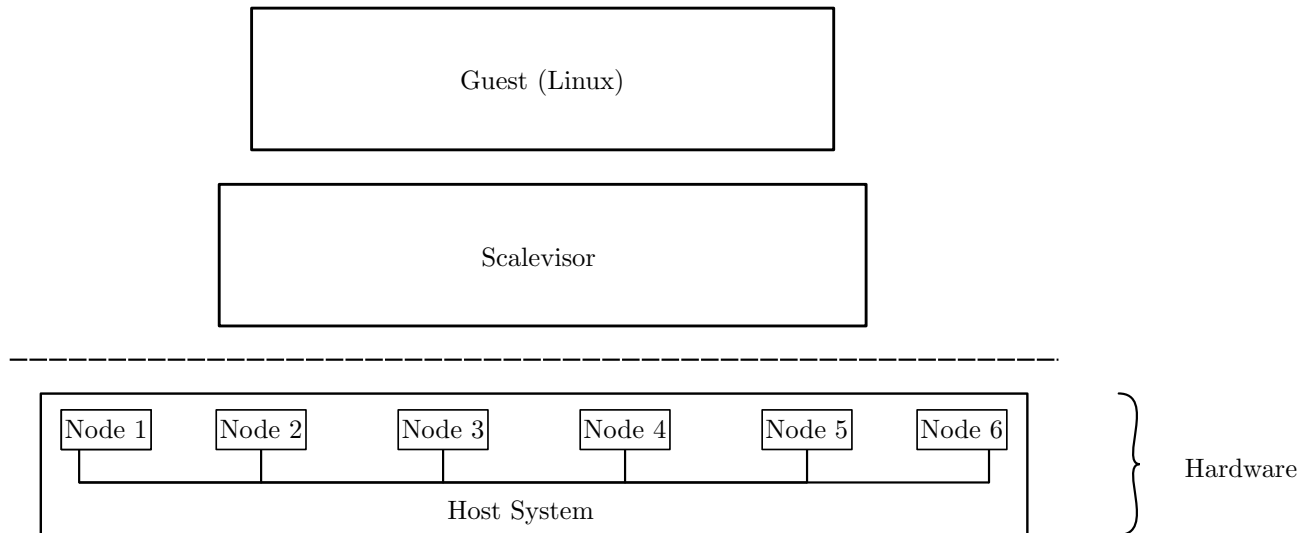 Guest (Linux)
Scalevisor
Node 1
Node 2
Node 3
Node 4
Node 5
Node 6
Hardware
Host System